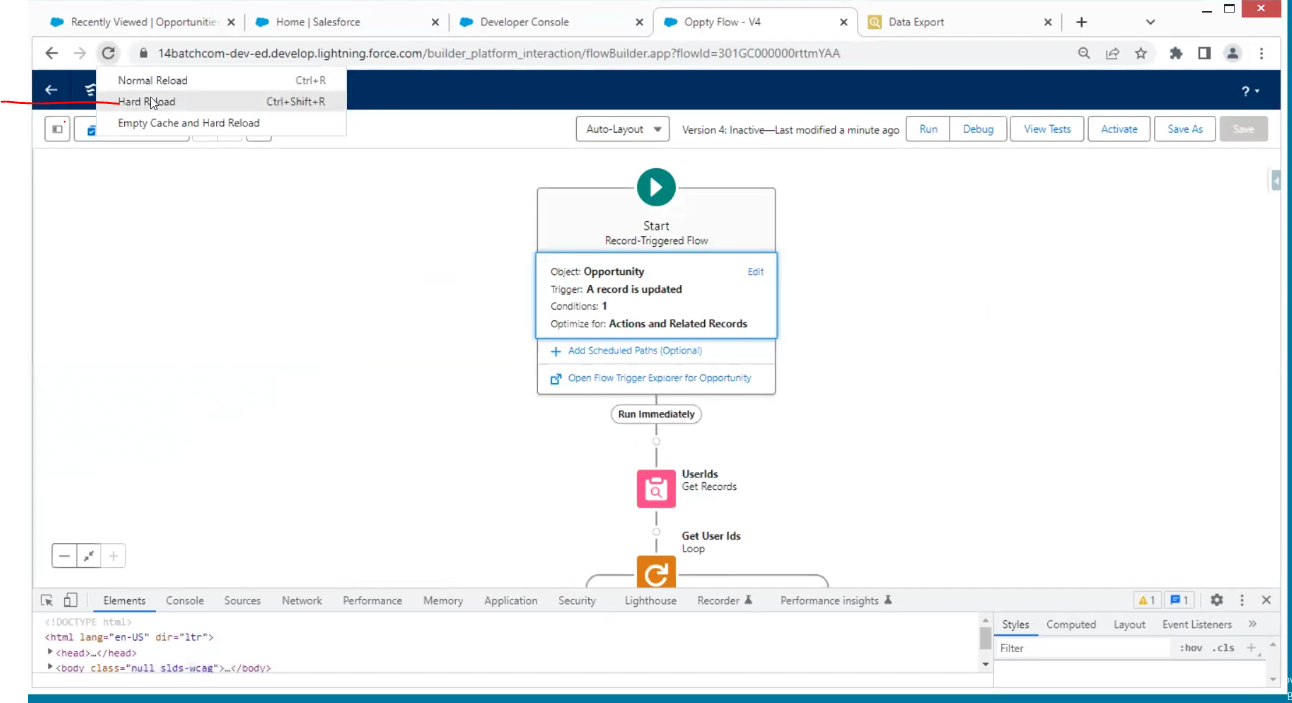 Recently Viewed | Opportunitie
Home | Salesforce
Developer Console
Oppty Flow - V4
Data Export
14batchcom-dev-ed.develop.lightning.force.com/builder_platform_interaction/flowBuilder.app?flowId=301GC000000rttmYAA
Normal Reload Ctrl+R
Hard Reload Ctrl+Shift+R
Empty Cache and Hard Reload
?
Auto-Layout
Version 4: Inactive—Last modified a minute ago
Run
Debug
View Tests
Activate
Save As
Save
Start
Record-Triggered Flow
Object: Opportunity Edit
Trigger: A record is updated
Conditions: 1
Optimize for: Actions and Related Records
+ Add Scheduled Paths (Optional)
Open Flow Trigger Explorer for Opportunity
Run Immediately
UserIds
Get Records
Get User Ids
Loop
Elements Console Sources Network Performance Memory Application Security Lighthouse Recorder Performance insights 1 1
<!DOCTYPE html>
<html lang="en-US" dir="ltr">
<head>…</head>
<body class="null slds-wcag">…</body>
Styles Computed Layout Event Listeners »
Filter :hov .cls +